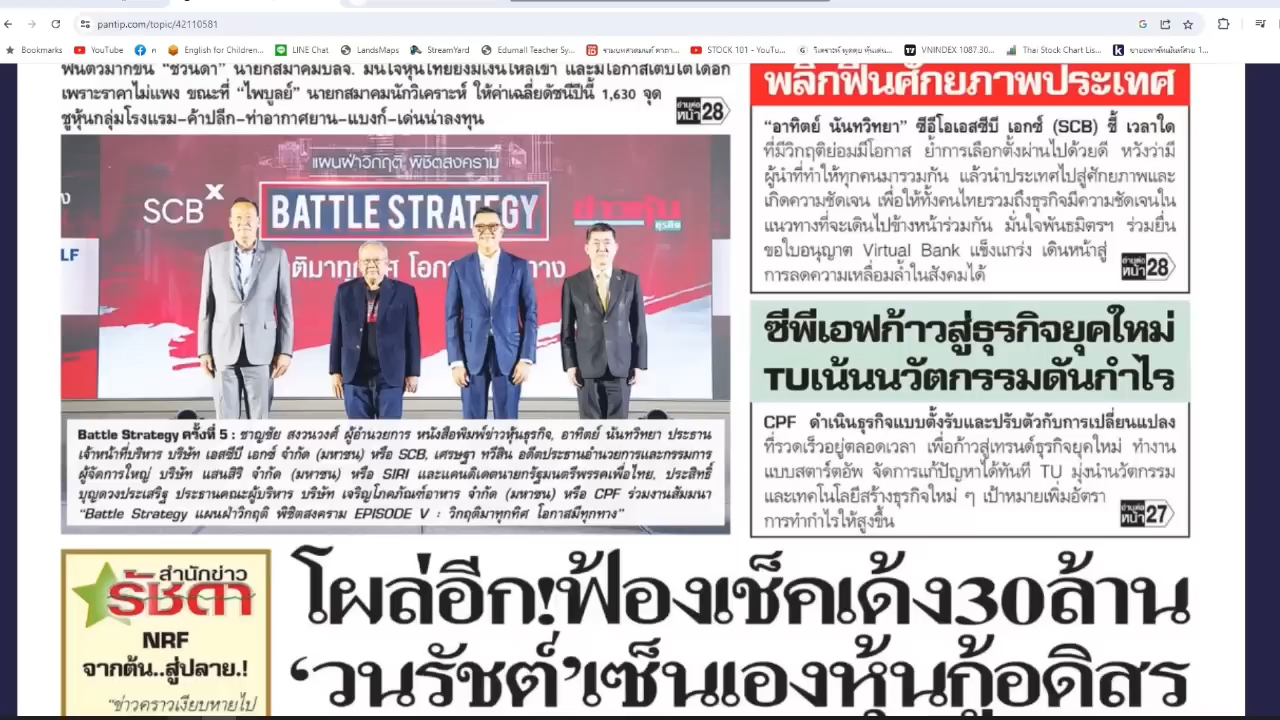 pantip.com/topic/42110581
Bookmarks
YouTube
ก
English for Children...
LINE Chat
LandsMaps
StreamYard
Edumall Teacher Sy...
STOCK 101 - YouT...
VNINDEX 1087.30...
Thai Stock Chart Lis...
ฟื้นตัวมากขึ้น “ชวินดา” นายกสมาคมบลจ. มั่นใจหุ้นไทยยังมีเงินไหลเข้า และมีโอกาสเติบโตได้อีก
เพราะราคาไม่แพง ขณะที่ “ไพบูลย์” นายกสมาคมนักวิเคราะห์ ให้ค่าเฉลี่ยดัชนีปีนี้ 1,630 จุด
ชูหุ้นกลุ่มโรงแรม-ค้าปลีก-ท่าอากาศยาน-แบงก์-เด่นน่าลงทุน
อ่านต่อ
หน้า 28
แผนฝ่าวิกฤติ พิชิตสงคราม
SCB X
BATTLE STRATEGY
ข่าวหุ้น
ธุรกิจ
LF
ติมาทุกทิศ โอกา ทาง
Battle Strategy ครั้งที่ 5 : ชาญชัย สงวนวงศ์ ผู้อำนวยการ หนังสือพิมพ์ข่าวหุ้นธุรกิจ, อาทิตย์ นันทวิทยา ประธาน
เจ้าหน้าที่บริหาร บริษัท เอสซีบี เอกซ์ จำกัด (มหาชน) หรือ SCB, เศรษฐา ทวีสิน อดีตประธานอำนวยการและกรรมการ
ผู้จัดการใหญ่ บริษัท แสนสิริ จำกัด (มหาชน) หรือ SIRI และแคนดิเดตนายกรัฐมนตรีพรรคเพื่อไทย, ประสิทธิ์
บุญดวงประเสริฐ ประธานคณะผู้บริหาร บริษัท เจริญโภคภัณฑ์อาหาร จำกัด (มหาชน) หรือ CPF ร่วมงานสัมมนา
“Battle Strategy แผนฝ่าวิกฤติ พิชิตสงคราม EPISODE V : วิกฤติมาทุกทิศ โอกาสมีทุกทาง”
พลิกฟื้นศักยภาพประเทศ
“อาทิตย์ นันทวิทยา” ซีอีโอเอสซีบี เอกซ์ (SCB) ชี้ เวลาใด
ที่มีวิกฤติย่อมมีโอกาส ย้ำการเลือกตั้งผ่านไปด้วยดี หวังว่ามี
ผู้นำที่ทำให้ทุกคนมารวมกัน แล้วนำประเทศไปสู่ศักยภาพและ
เกิดความชัดเจน เพื่อให้ทั้งคนไทยรวมถึงธุรกิจมีความชัดเจนใน
แนวทางที่จะเดินไปข้างหน้าร่วมกัน มั่นใจพันธมิตรฯ ร่วมยื่น
ขอใบอนุญาต Virtual Bank แข็งแกร่ง เดินหน้าสู่
การลดความเหลื่อมล้ำในสังคมได้
อ่านต่อ
หน้า 28
ซีพีเอฟก้าวสู่ธุรกิจยุคใหม่
TUเน้นนวัตกรรมดันกำไร
CPF ดำเนินธุรกิจแบบตั้งรับและปรับตัวกับการเปลี่ยนแปลง
ที่รวดเร็วอยู่ตลอดเวลา เพื่อก้าวสู่เทรนด์ธุรกิจยุคใหม่ ทำงาน
แบบสตาร์ตอัพ จัดการแก้ปัญหาได้ทันที TU มุ่งนำนวัตกรรม
และเทคโนโลยีสร้างธุรกิจใหม่ ๆ เป้าหมายเพิ่มอัตรา
การทำกำไรให้สูงขึ้น
อ่านต่อ
หน้า 27
สำนักข่าว
รัชดา
NRF
จากต้น..สู่ปลาย.!
“ข่าวคราวเงียบหายไป
โผล่อีก!ฟ้องเช็คเด้ง30ล้าน
‘วนรัชต์’เซ็นเองหุ้นกู้อดิสร